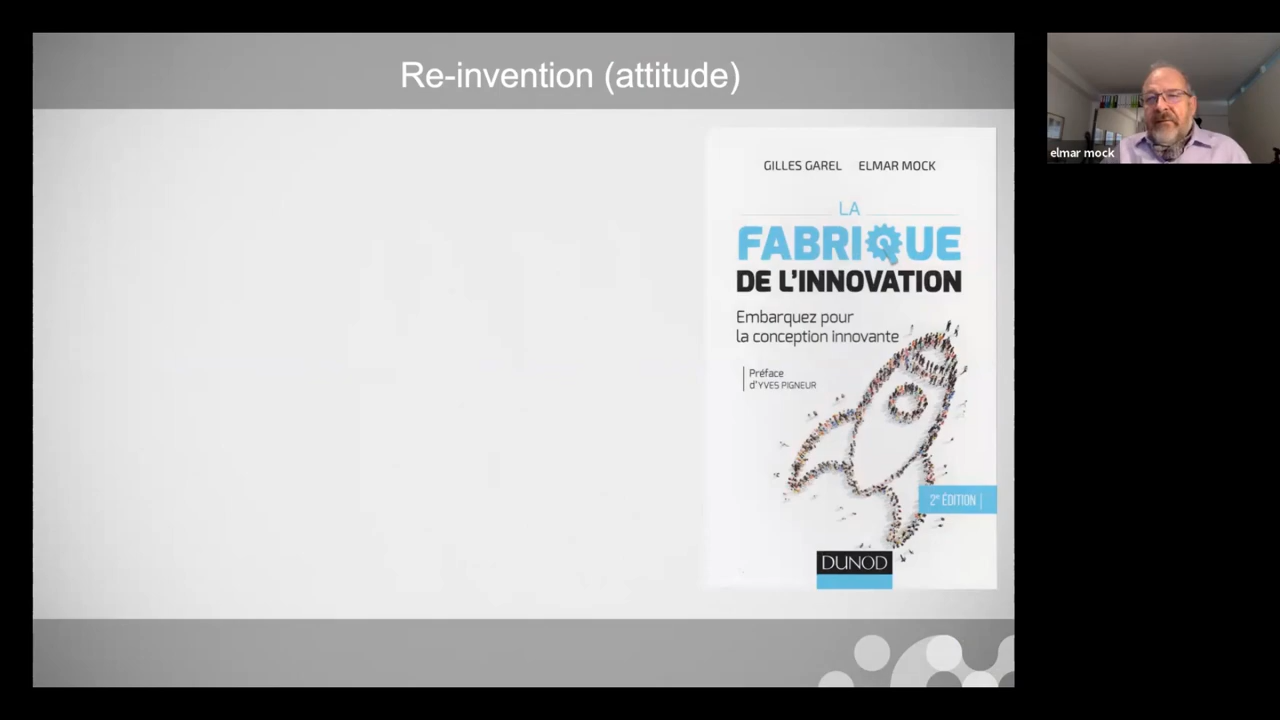 Re-invention (attitude)
GILLES GAREL ELMAR MOCK
LA
FABRIQUE
DE L'INNOVATION
Embarquez pour
la conception innovante
Préface
d'YVES PIGNEUR
2e ÉDITION
DUNOD
elmar mock